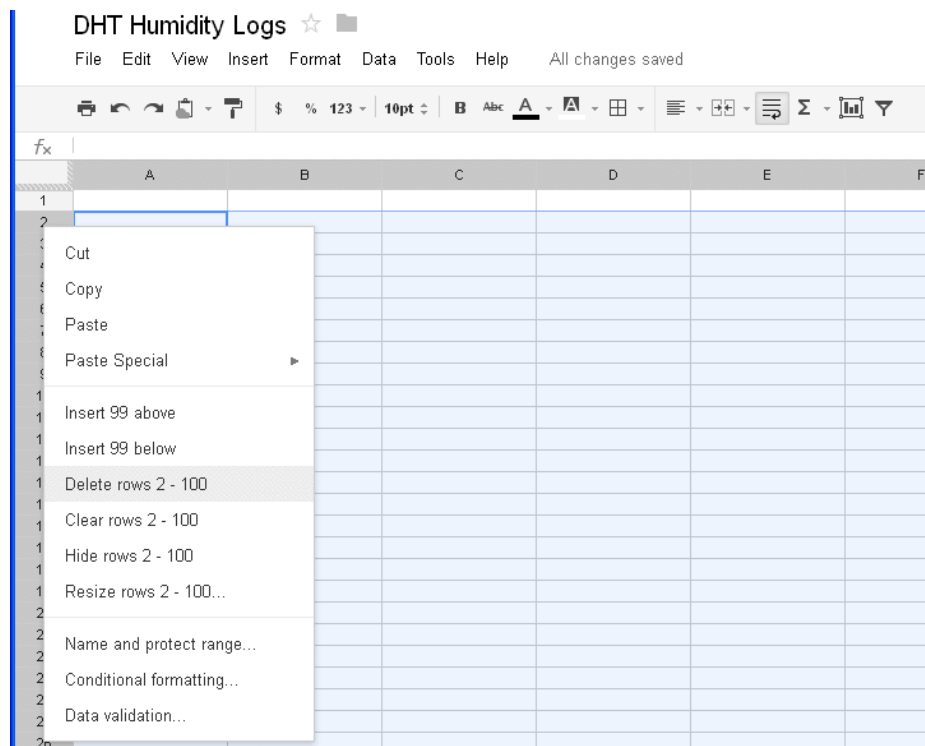 DHT Humidity Logs
File Edit View Insert Format Data Tools Help All changes saved
$ % 123 10pt B Abc A A Σ
fx
A B C D E F
1
2
Cut
Copy
Paste
Paste Special
Insert 99 above
Insert 99 below
Delete rows 2 - 100
Clear rows 2 - 100
Hide rows 2 - 100
Resize rows 2 - 100...
Name and protect range...
Conditional formatting...
Data validation...